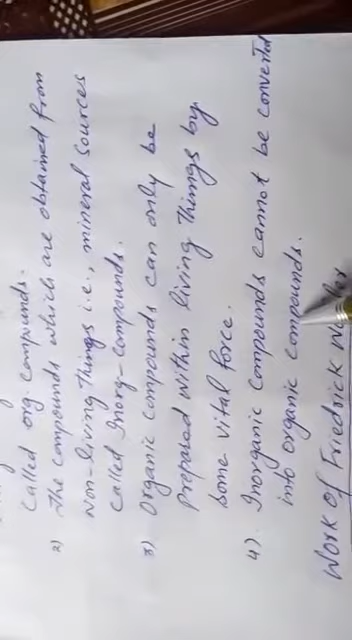 called org compounds.
2) The compounds which are obtained from
Non-living things i.e., mineral sources
called Inorg-compounds.
3) Organic compounds can only be
prepared within living things by
some vital force.
4). Inorganic compounds cannot be converted
into organic compounds.
Work of Friedrick